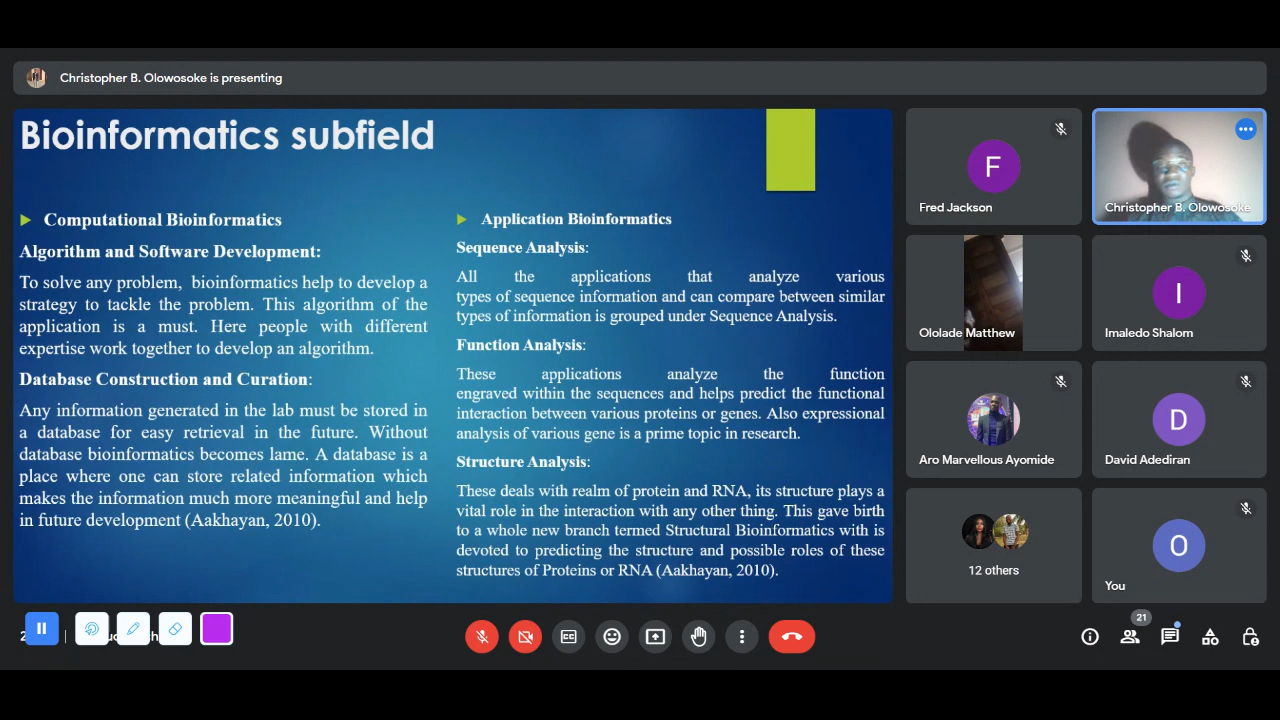 Christopher B. Olowosoke is presenting
Bioinformatics subfield
Computational Bioinformatics
Algorithm and Software Development:
To solve any problem, bioinformatics help to develop a
strategy to tackle the problem. This algorithm of the
application is a must. Here people with different
expertise work together to develop an algorithm.
Database Construction and Curation:
Any information generated in the lab must be stored in
a database for easy retrieval in the future. Without
database bioinformatics becomes lame. A database is a
place where one can store related information which
makes the information much more meaningful and help
in future development (Aakhayan, 2010).
Application Bioinformatics
Sequence Analysis:
All the applications that analyze various
types of sequence information and can compare between similar
types of information is grouped under Sequence Analysis.
Function Analysis:
These applications analyze the function
engraved within the sequences and helps predict the functional
interaction between various proteins or genes. Also expressional
analysis of various gene is a prime topic in research.
Structure Analysis:
These deals with realm of protein and RNA, its structure plays a
vital role in the interaction with any other thing. This gave birth
to a whole new branch termed Structural Bioinformatics with is
devoted to predicting the structure and possible roles of these
structures of Proteins or RNA (Aakhayan, 2010).
F
Fred Jackson
Christopher B. Olowosoke
Ololade Matthew
I
Imaledo Shalom
Aro Marvellous Ayomide
D
David Adediran
12 others
O
You
CC
21